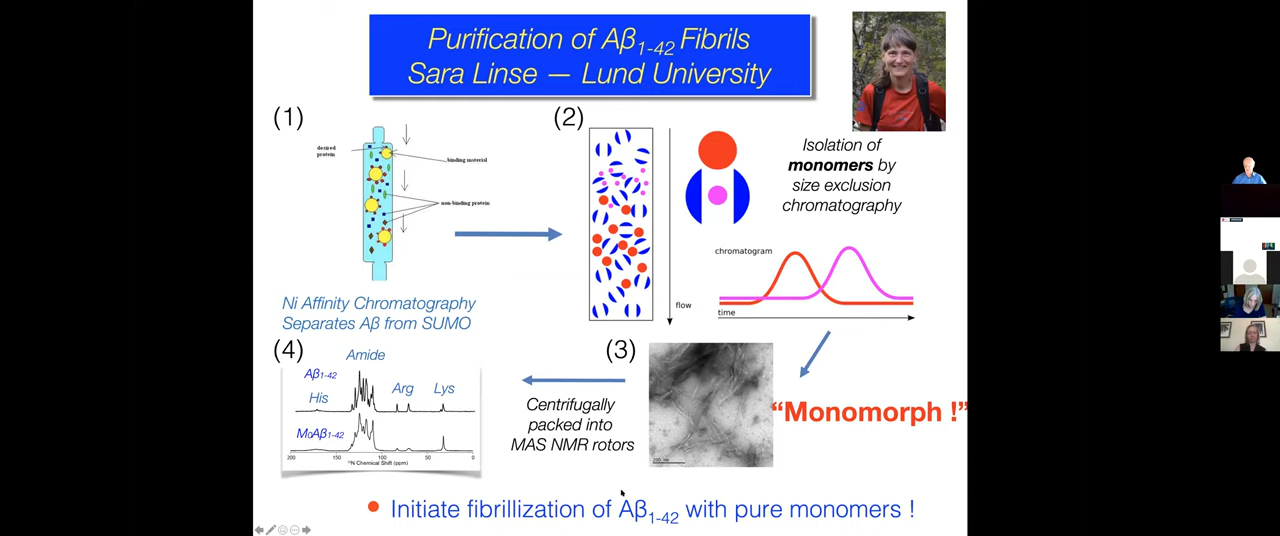 Purification of Aβ1-42 Fibrils
Sara Linse — Lund University
(1)
desired
protein
binding material
non-binding protein
Ni Affinity Chromatography
Separates Aβ from SUMO
(2)
flow
Isolation of
monomers by
size exclusion
chromatography
chromatogram
time
"Monomorph !"
(3)
Centrifugally
packed into
MAS NMR rotors
(4)
Amide
Aβ1-42
His
Arg
Lys
MoAβ1-42
200
150
100
50
0
15N Chemical Shift (ppm)
• Initiate fibrillization of Aβ1-42 with pure monomers !